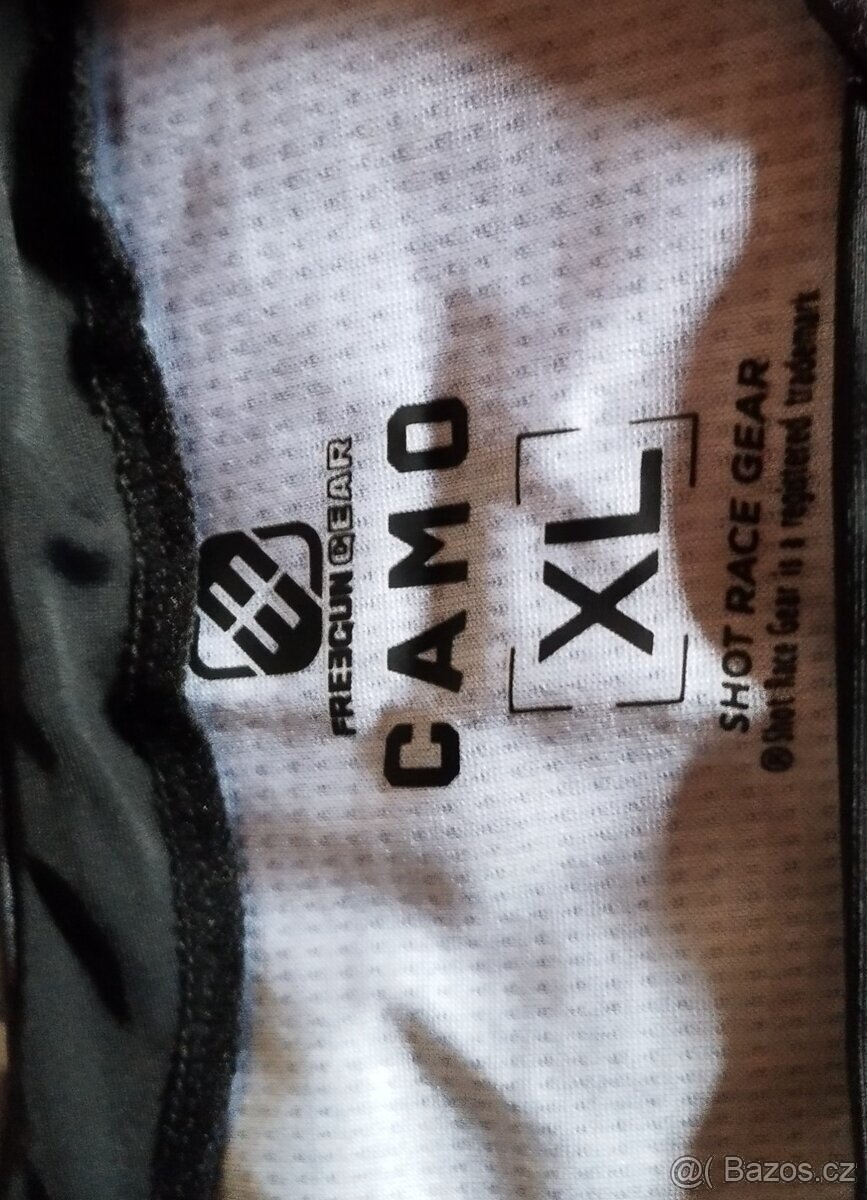 FREEGUN GEAR
CAMO
XL
SHOT RACE GEAR
®Shot Race Gear is a registered trademark
@( Bazos.cz